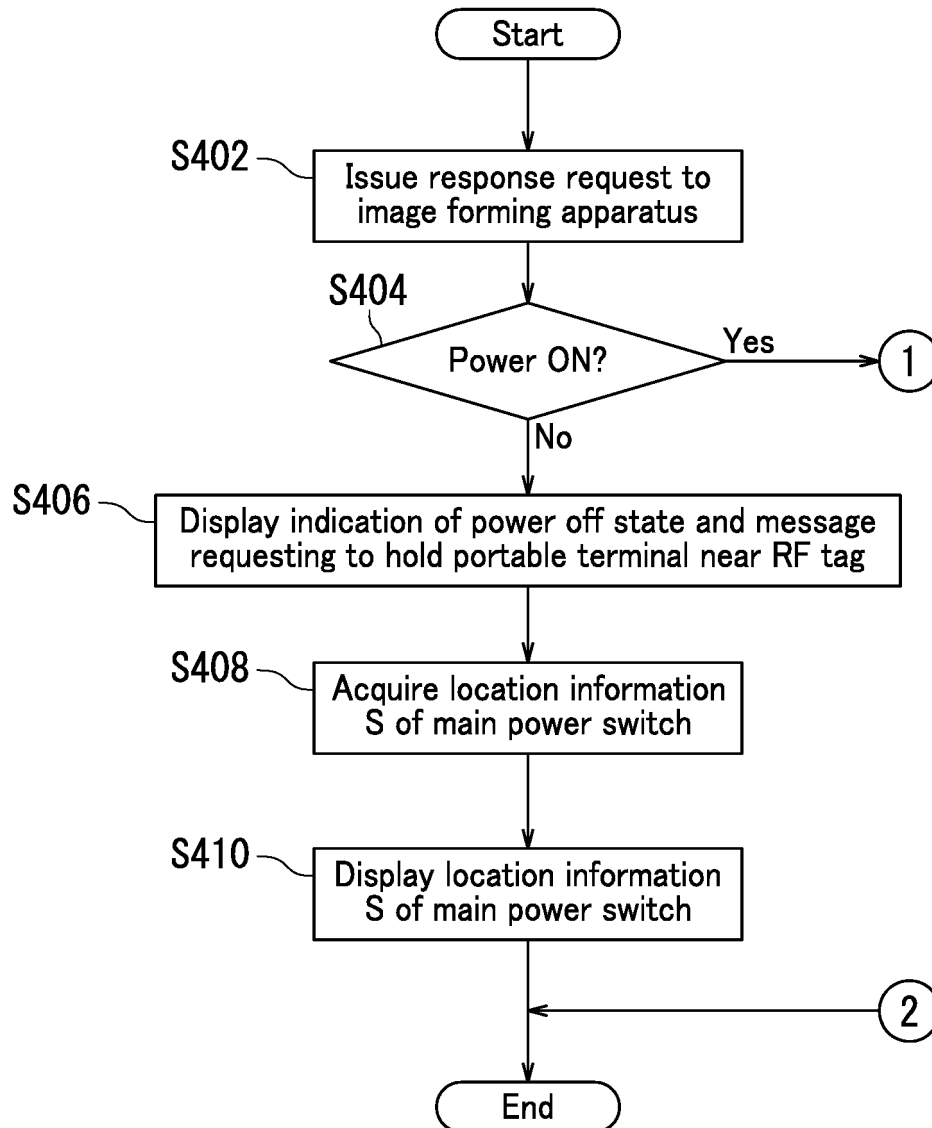 Start
S402
Issue response request to
image forming apparatus
S404
Power ON?
Yes
1
No
S406
Display indication of power off state and message
requesting to hold portable terminal near RF tag
S408
Acquire location information
S of main power switch
S410
Display location information
S of main power switch
2
End